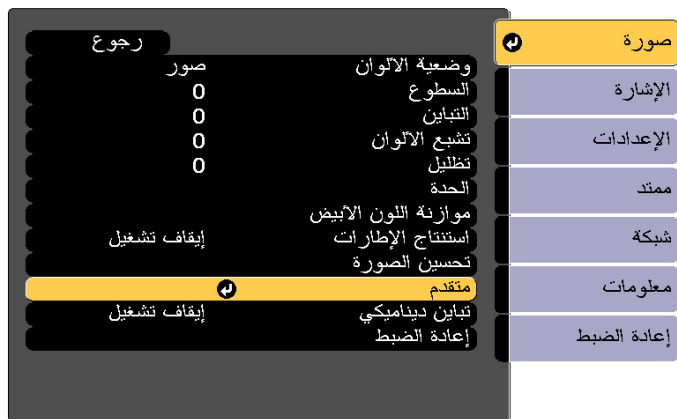 صورة
الإشارة
الإعدادات
ممتد
شبكة
معلومات
إعادة الضبط
رجوع
وضعية الألوان صور
السطوع 0
التباين 0
تشبع الألوان 0
تظليل 0
الحدة
موازنة اللون الأبيض
استنتاج الإطارات إيقاف تشغيل
تحسين الصورة
متقدم
تباين ديناميكي إيقاف تشغيل
إعادة الضبط